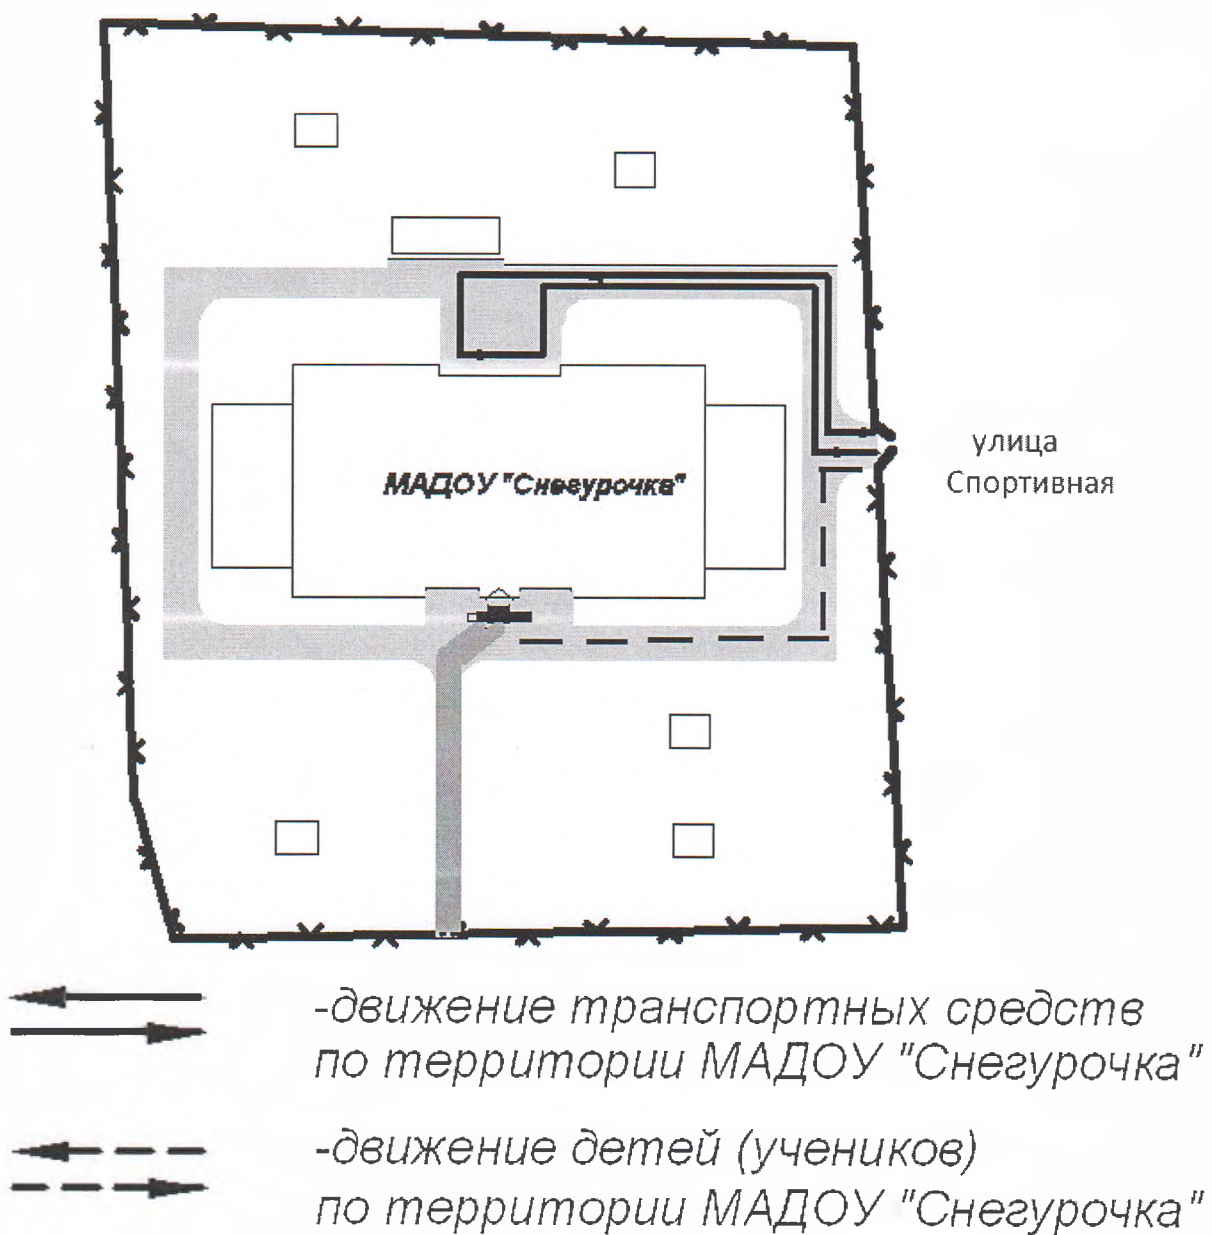 улица
Спортивная
МАДОУ "Снегурочка"
-движение транспортных средств
по территории МАДОУ "Снегурочка"
-движение детей (учеников)
по территории МАДОУ "Снегурочка"